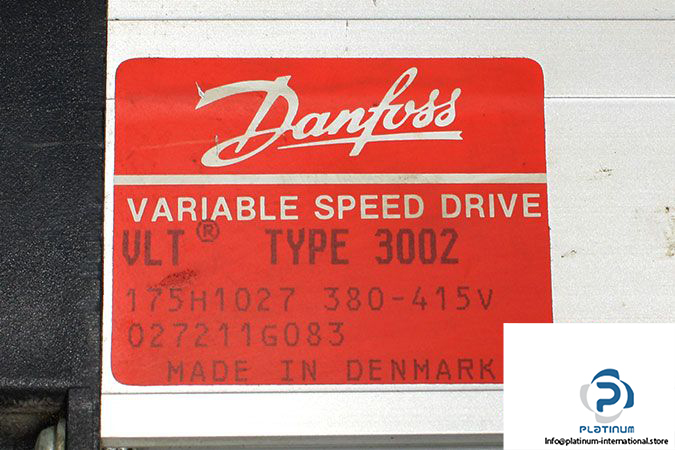 Danfoss
VARIABLE SPEED DRIVE
VLT® TYPE 3002
175H1027 380-415V
027211G083
MADE IN DENMARK
PLATINUM
Info@platinum-international.store